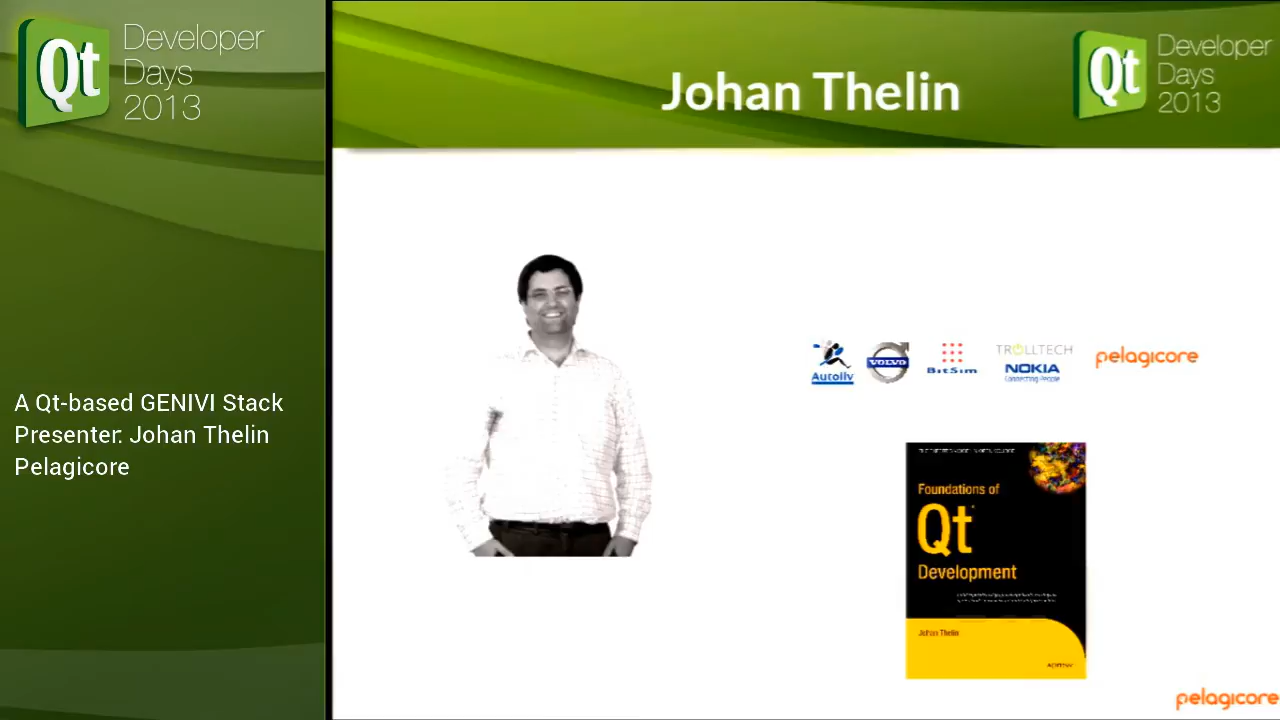 Qt
Developer
Days
2013
A Qt-based GENIVI Stack
Presenter: Johan Thelin
Pelagicore
Johan Thelin
Qt
Developer
Days
2013
Autoliv
VOLVO
BitSim
TROLLTECH
NOKIA
Connecting People
pelagicore
Foundations of
Qt
Development
Johan Thelin
Apress
pelagicore